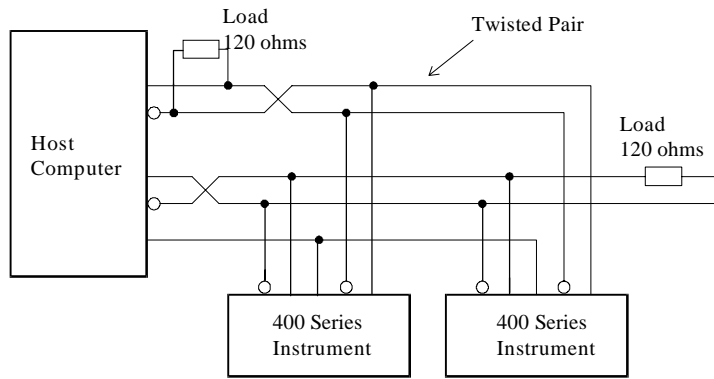 Load
120 ohms
Twisted Pair
Host
Computer
Load
120 ohms
400 Series
Instrument
400 Series
Instrument